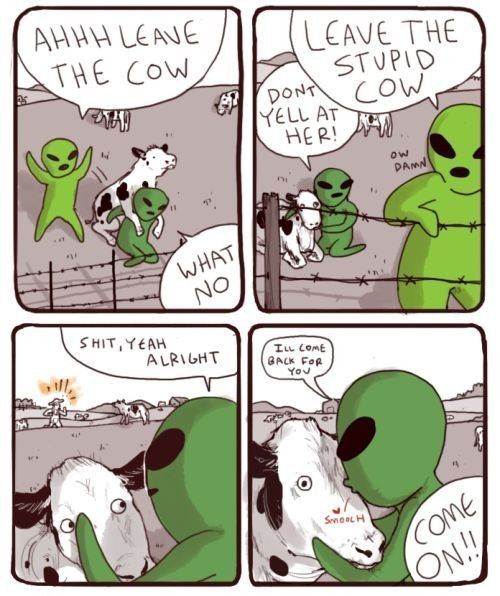 AHHH LEAVE
THE COW
WHAT
NO
LEAVE THE
STUPID
COW
DONT
YELL AT
HER!
OW
DAMN
SHIT, YEAH
ALRIGHT
ILL COME
BACK FOR
YOU
SMOOCH
COME
ON!!